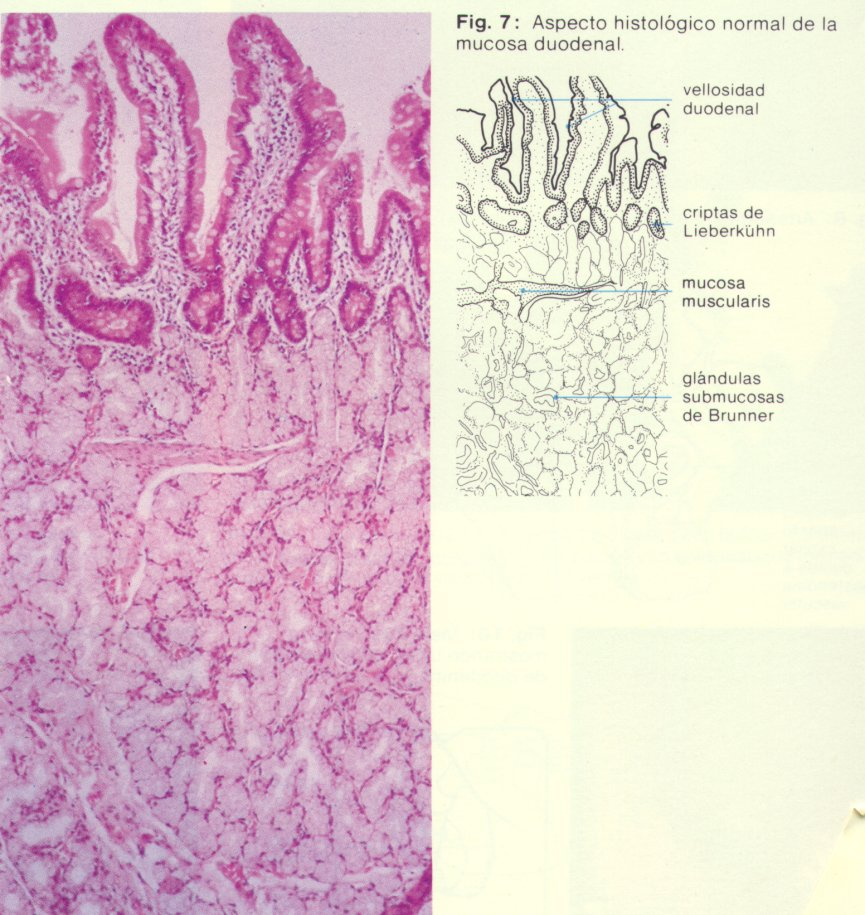 Fig. 7: Aspecto histológico normal de la
mucosa duodenal.
vellosidad
duodenal
criptas de
Lieberkühn
mucosa
muscularis
glándulas
submucosas
de Brunner